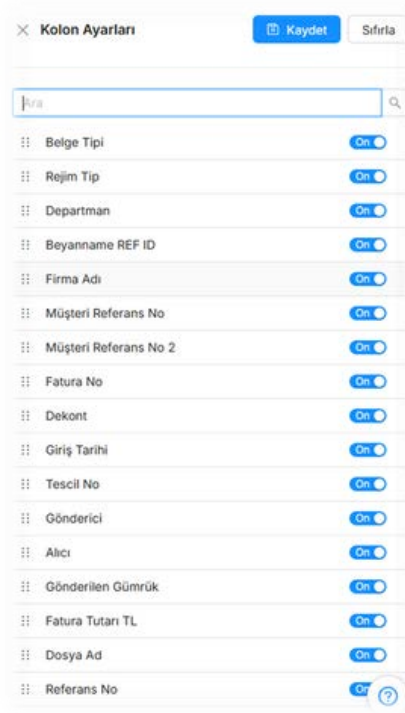 Kolon Ayarları Kaydet Sıfırla
Ara
Belge Tipi On
Rejim Tip On
Departman On
Beyanname REF ID On
Firma Adı On
Müşteri Referans No On
Müşteri Referans No 2 On
Fatura No On
Dekont On
Giriş Tarihi On
Tescil No On
Gönderici On
Alıcı On
Gönderilen Gümrük On
Fatura Tutarı TL On
Dosya Ad On
Referans No